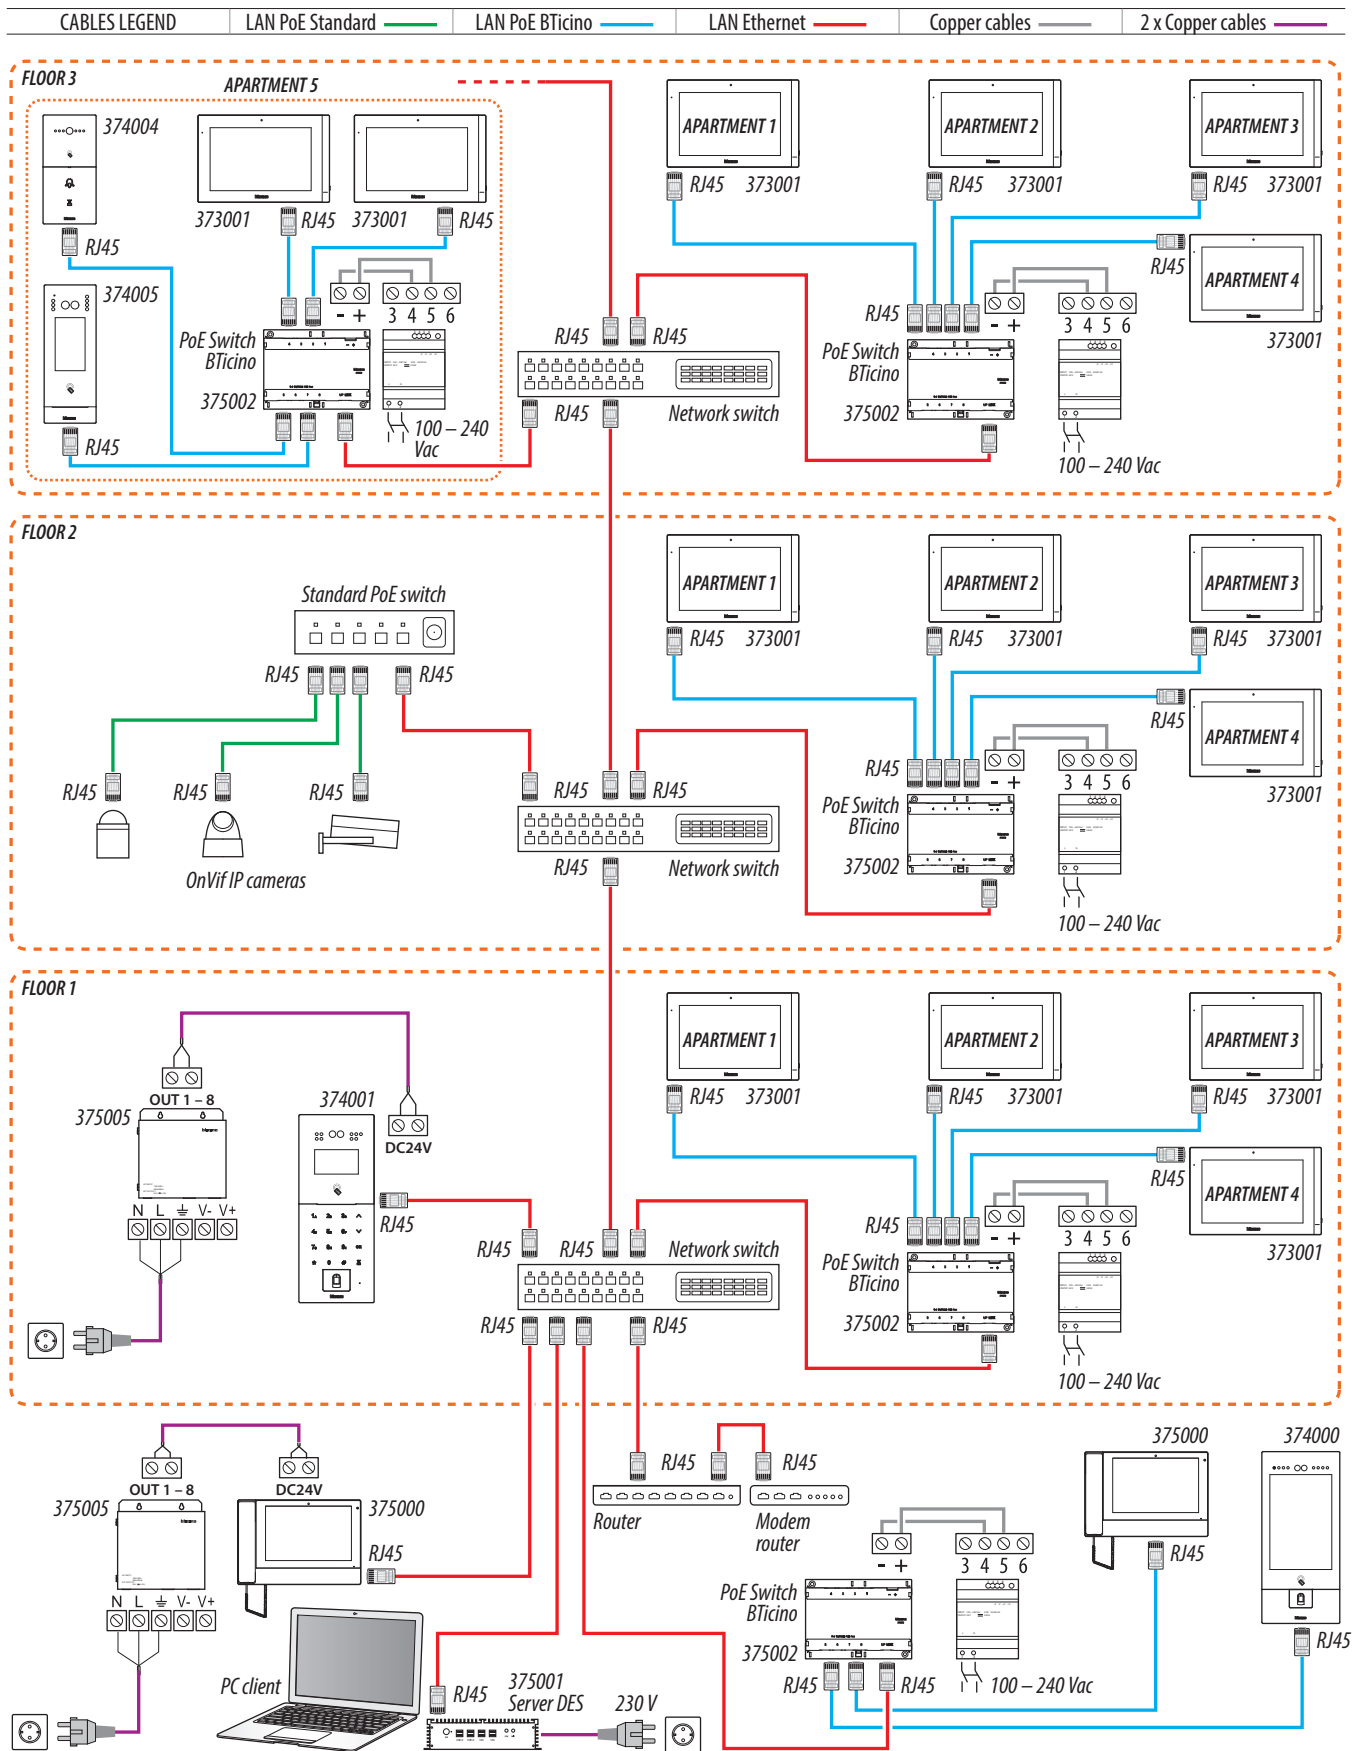 CABLES LEGEND LAN PoE Standard LAN PoE BTicino LAN Ethernet Copper cables 2 x Copper cables
FLOOR 3
APARTMENT 5
374004
RJ45
374005
RJ45
373001 RJ45
373001 RJ45
- + 3 4 5 6
PoE Switch
BTicino
375002
100 – 240
Vac
RJ45 RJ45
RJ45
Network switch
APARTMENT 1
RJ45 373001
APARTMENT 2
RJ45 373001
APARTMENT 3
RJ45 373001
APARTMENT 4
RJ45
373001
RJ45
- + 3 4 5 6
PoE Switch
BTicino
375002
100 – 240 Vac
FLOOR 2
Standard PoE switch
RJ45 RJ45
RJ45 RJ45 RJ45
OnVif IP cameras
RJ45 RJ45
RJ45
Network switch
APARTMENT 1
RJ45 373001
APARTMENT 2
RJ45 373001
APARTMENT 3
RJ45 373001
APARTMENT 4
RJ45
373001
RJ45
- + 3 4 5 6
PoE Switch
BTicino
375002
100 – 240 Vac
FLOOR 1
OUT 1 – 8
375005
N L V- V+
374001
DC24V
RJ45
RJ45 RJ45
Network switch
RJ45 RJ45
APARTMENT 1
RJ45 373001
APARTMENT 2
RJ45 373001
APARTMENT 3
RJ45 373001
APARTMENT 4
RJ45
373001
RJ45
- + 3 4 5 6
PoE Switch
BTicino
375002
100 – 240 Vac
OUT 1 – 8
375005
N L V- V+
DC24V
375000
RJ45
PC client
RJ45
375001
Server DES
230 V
RJ45 RJ45
Router
Modem
router
- + 3 4 5 6
PoE Switch
BTicino
375002
RJ45 RJ45
100 – 240 Vac
375000
RJ45
374000
RJ45